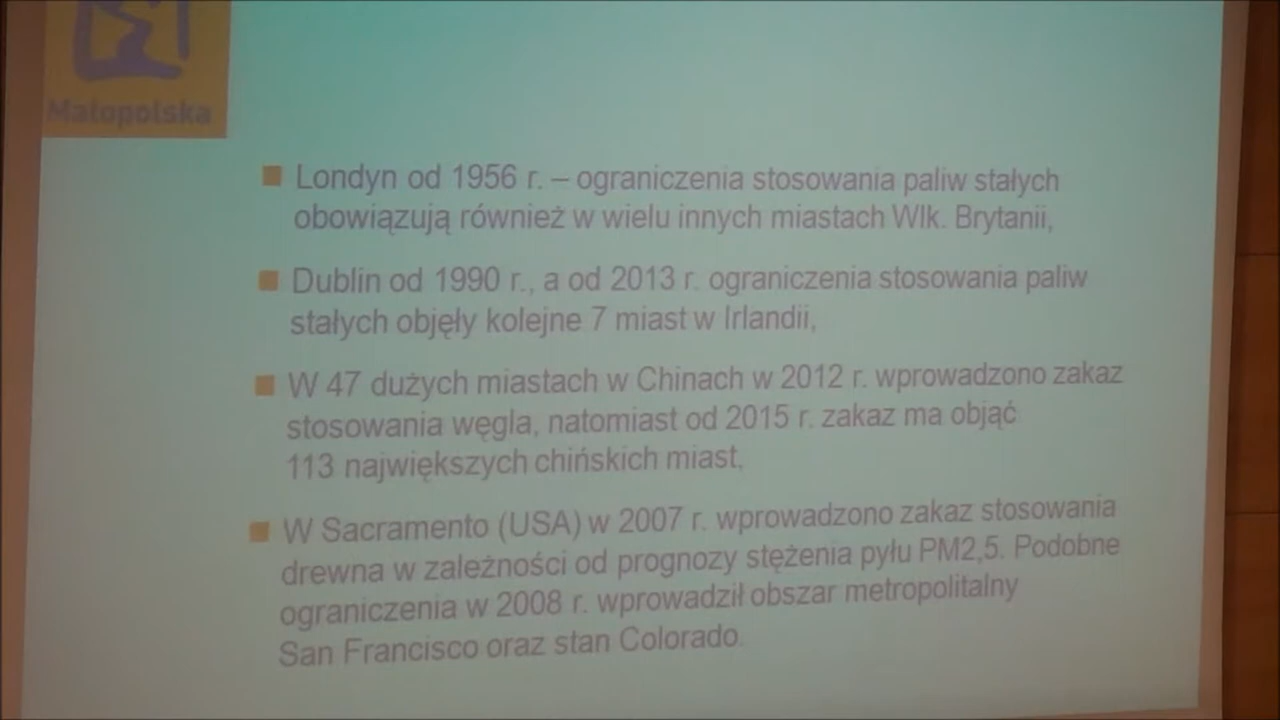 Małopolska
Londyn od 1956 r. – ograniczenia stosowania paliw stałych
obowiązują również w wielu innych miastach Wlk. Brytanii,
Dublin od 1990 r., a od 2013 r. ograniczenia stosowania paliw
stałych objęły kolejne 7 miast w Irlandii,
W 47 dużych miastach w Chinach w 2012 r. wprowadzono zakaz
stosowania węgla, natomiast od 2015 r. zakaz ma objąć
113 największych chińskich miast,
W Sacramento (USA) w 2007 r. wprowadzono zakaz stosowania
drewna w zależności od prognozy stężenia pyłu PM2,5. Podobne
ograniczenia w 2008 r. wprowadził obszar metropolitalny
San Francisco oraz stan Colorado.